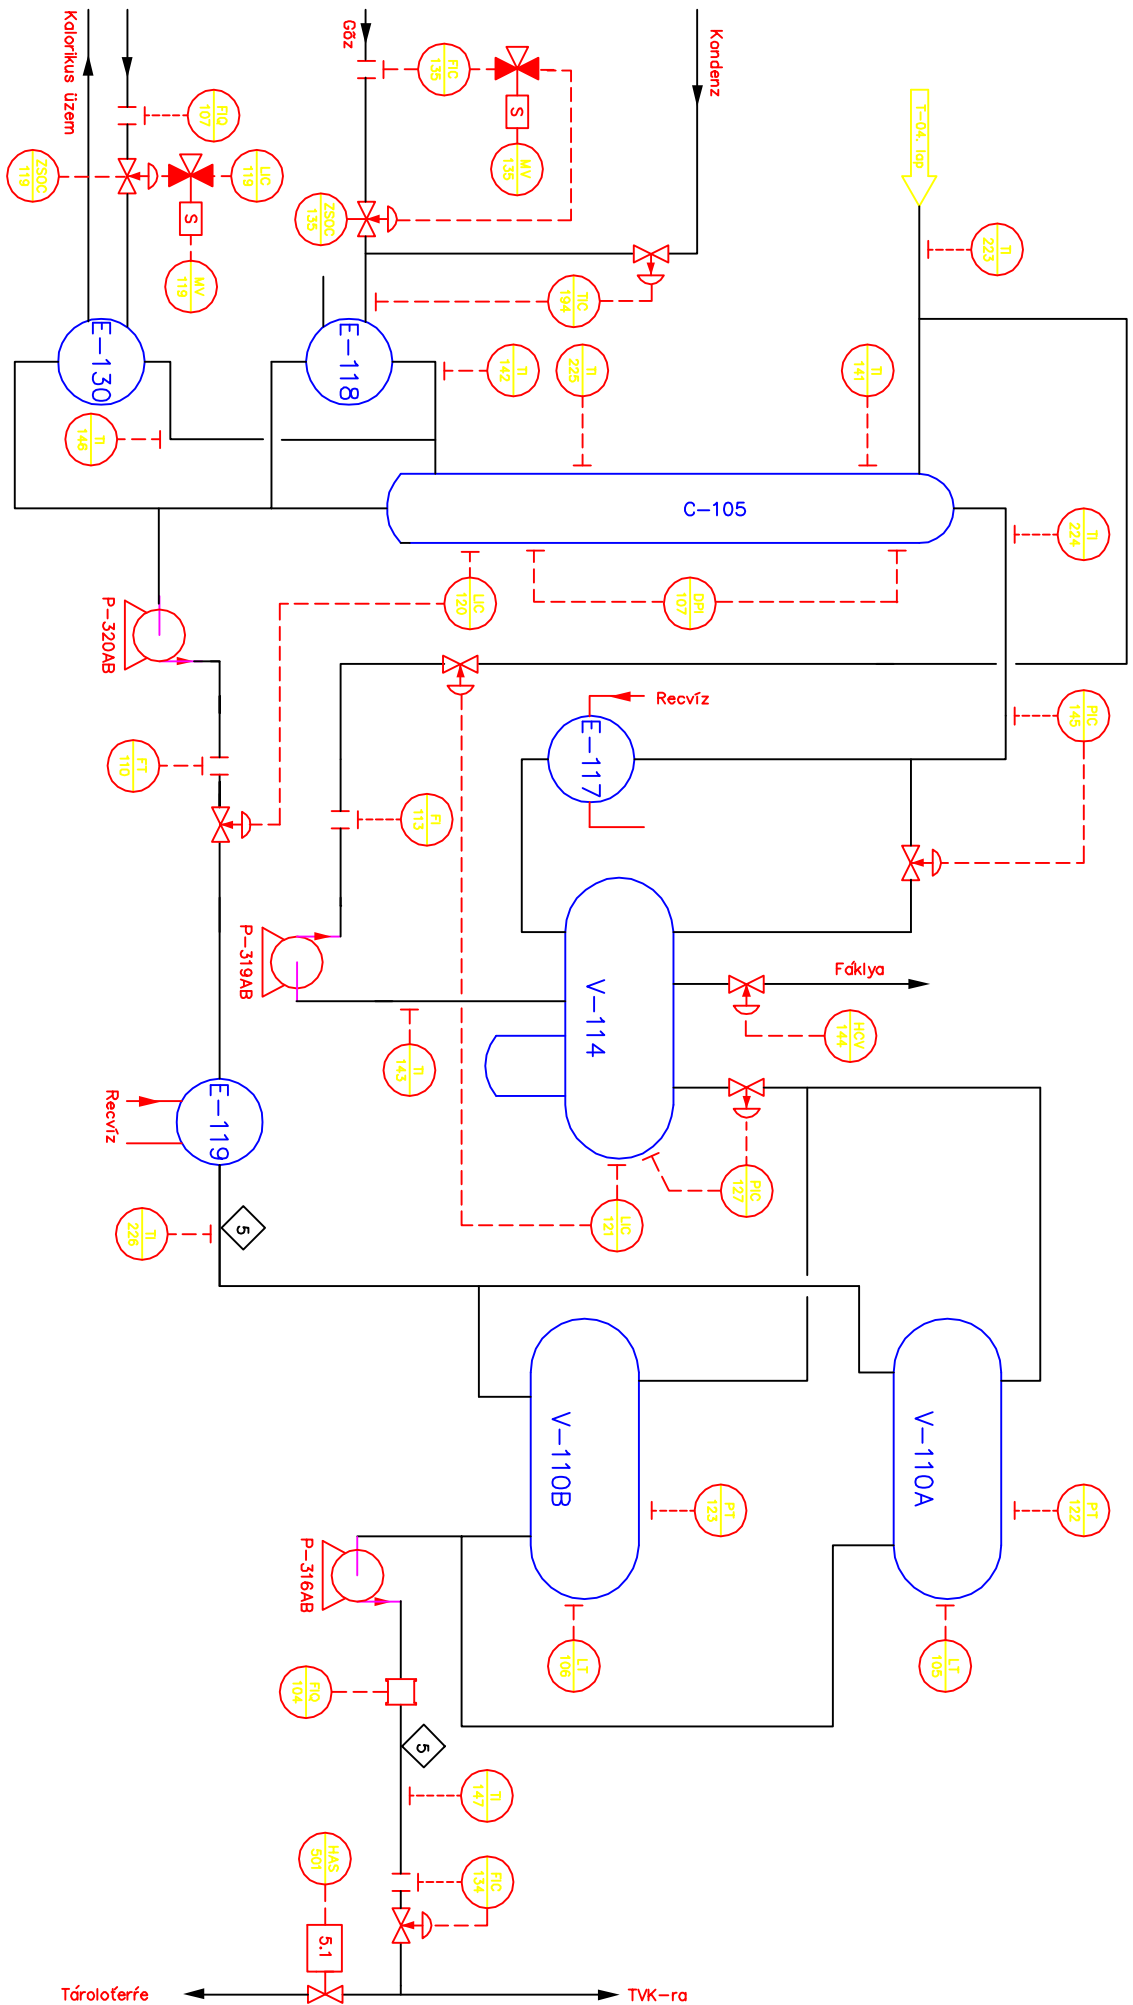 Kalorikus üzem
Gőz
Kondenz
T-04. lap
FIQ
107
ZSOC
119
LIC
119
S
MV
119
FIC
135
S
MV
135
ZSOC
135
TIC
194
TI
223
E-130
E-118
TI
142
TI
225
TI
141
TI
146
C-105
TI
224
LIC
120
DPI
107
P-320AB
Recvíz
E-117
PIC
145
FT
110
FI
113
P-319AB
V-114
Fáklya
HCV
144
TI
143
E-119
Recvíz
PIC
127
LIC
121
TI
226
5
V-110B
V-110A
PT
123
PT
122
P-316AB
LT
106
LT
105
FIQ
104
5
TI
147
HAS
501
FIC
134
5.1
TVK-ra